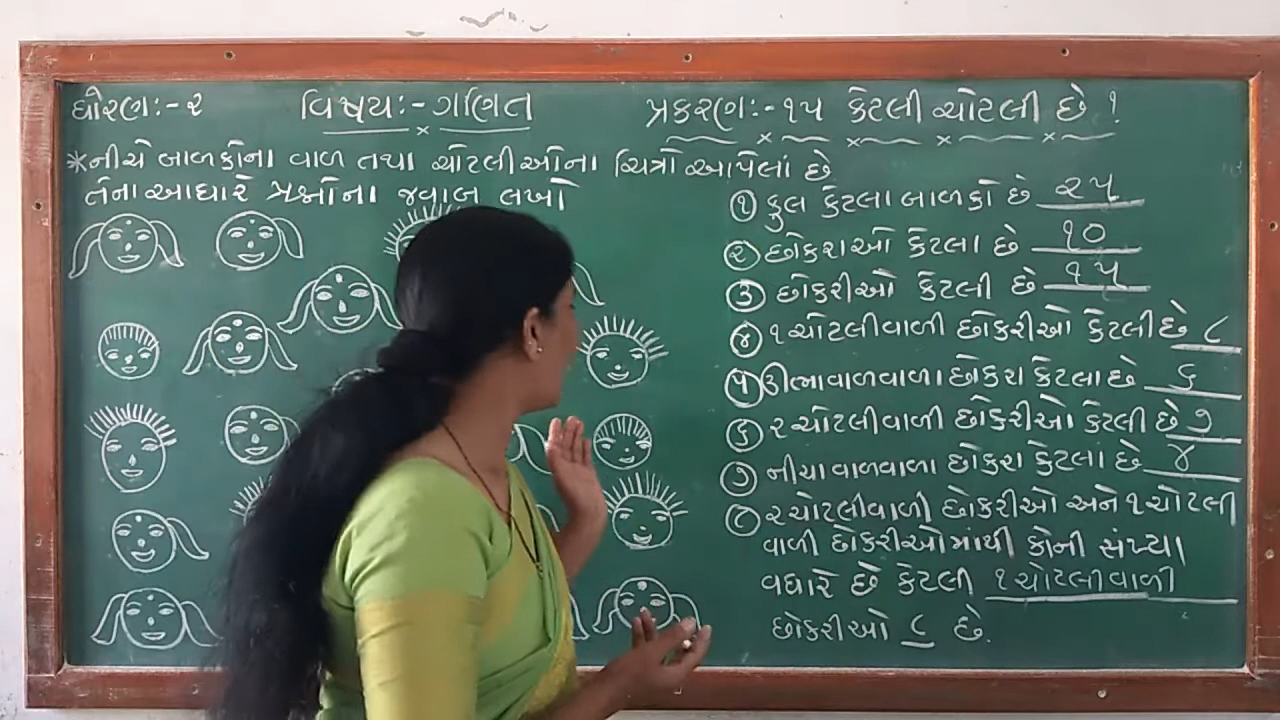 ધોરણ:-૨
વિષય:-ગણિત
પ્રકરણ:-૧૫ કેટલી ચોટલી છે ?
*નીચે બાળકોના વાળ તથા ચોટલીઓના ચિત્રો આપેલાં છે
તેના આધારે પ્રશ્નોના જવાબ લખો
૧ કુલ કેટલા બાળકો છે ૨૫
૨ છોકરાઓ કેટલા છે ૧૦
૩ છોકરીઓ કેટલી છે ૧૫
૪ ૧ ચોટલીવાળી છોકરીઓ કેટલી છે ૮
૫ ઊભાવાળવાળા છોકરા કેટલા છે ૬
૬ ૨ ચોટલીવાળી છોકરીઓ કેટલી છે ૭
૭ નીચા વાળવાળા છોકરા કેટલાં છે ૪
૮ ૨ ચોટલીવાળી છોકરીઓ અને ૧ ચોટલી
વાળી છોકરીઓમાંથી કોની સંખ્યા
વધારે છે કેટલી ૧ ચોટલીવાળી
છોકરીઓ ૮ છે.